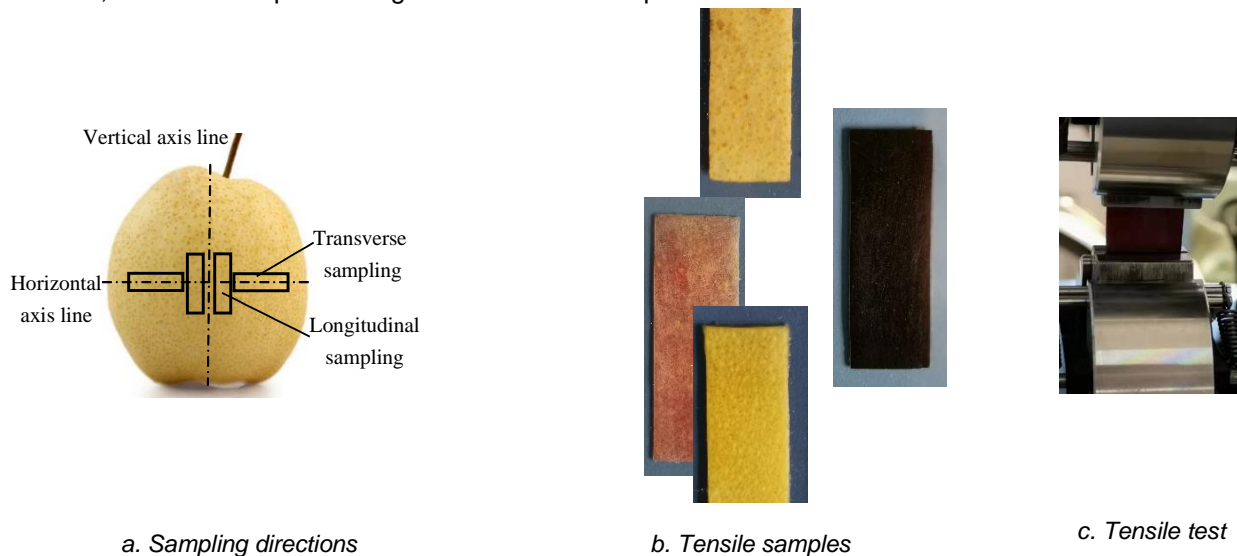 Vertical axis line
Transverse
sampling
Horizontal
axis line
Longitudinal
sampling
a. Sampling directions
b. Tensile samples
c. Tensile test